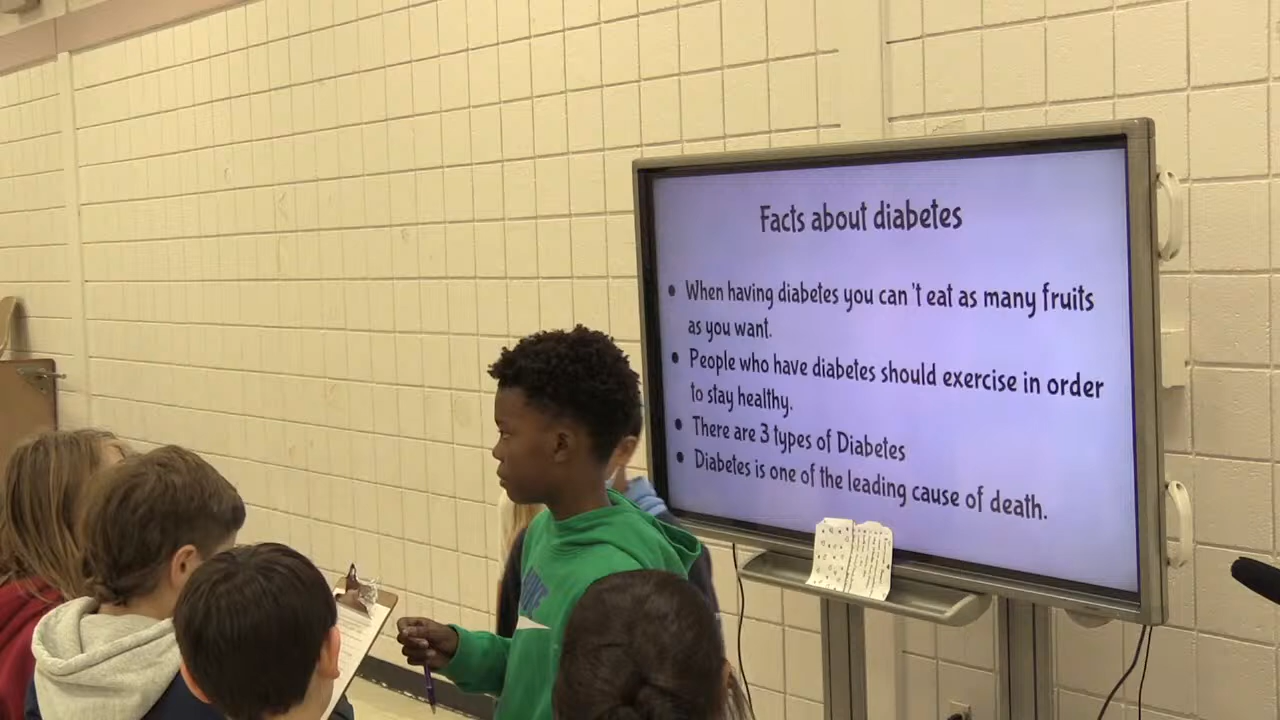 Facts about diabetes
• When having diabetes you can't eat as many fruits
as you want.
• People who have diabetes should exercise in order
to stay healthy.
• There are 3 types of Diabetes
• Diabetes is one of the leading cause of death.